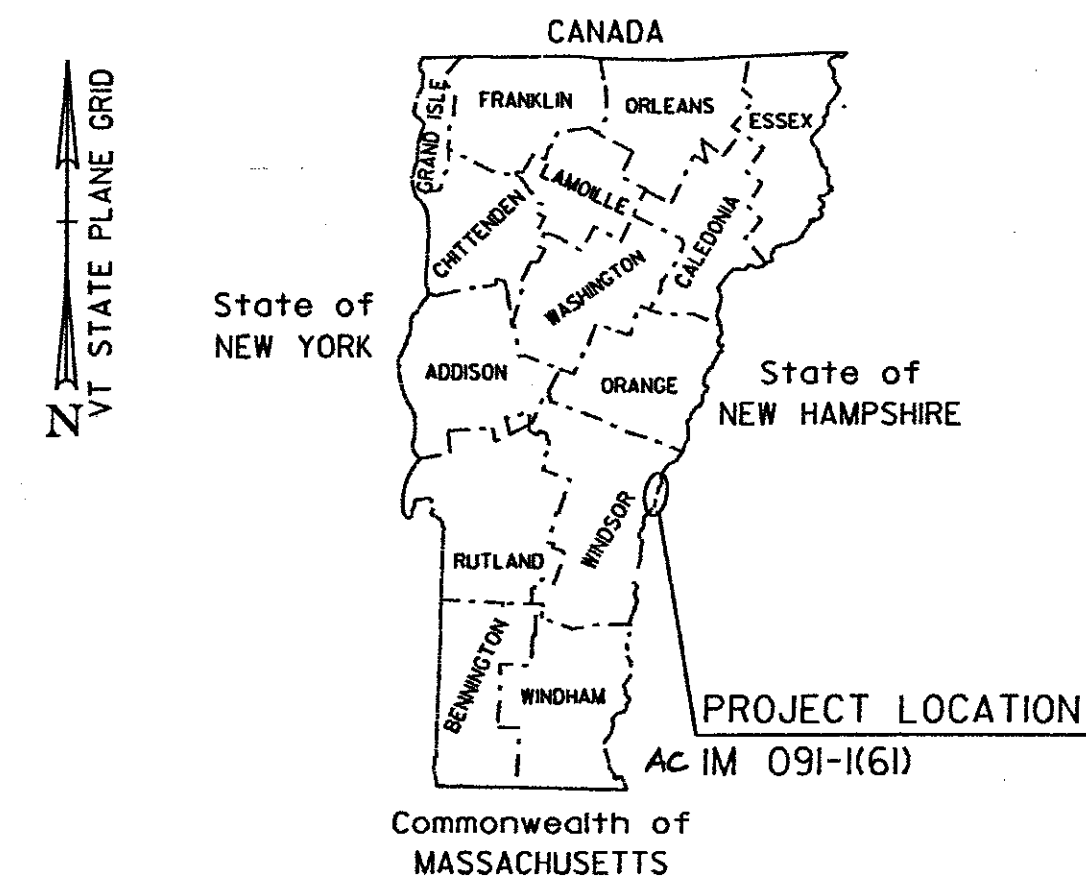 CANADA
VT STATE PLANE GRID
N
GRAND ISLE
FRANKLIN
ORLEANS
ESSEX
LAMOILLE
CHITTENDEN
CALEDONIA
WASHINGTON
State of
NEW YORK
ADDISON
ORANGE
State of
NEW HAMPSHIRE
WINDSOR
RUTLAND
BENNINGTON
WINDHAM
PROJECT LOCATION
AC IM 091-1(61)
Commonwealth of
MASSACHUSETTS